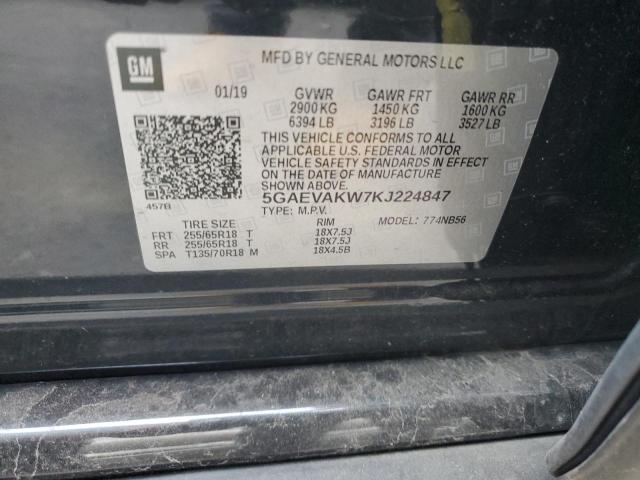 GM
MFD BY GENERAL MOTORS LLC
01/19 GVWR GAWR FRT GAWR RR
2900 KG 1450 KG 1600 KG
6394 LB 3196 LB 3527 LB
THIS VEHICLE CONFORMS TO ALL
APPLICABLE U.S. FEDERAL MOTOR
VEHICLE SAFETY STANDARDS IN EFFECT
ON THE DATE OF MANUFACTURE
SHOWN ABOVE.
457B
5GAEVAKW7KJ224847
TYPE: M.P.V. MODEL: 774NB56
TIRE SIZE RIM
FRT 255/65R18 T 18X7.5J
RR 255/65R18 T 18X7.5J
SPA T135/70R18 M 18X4.5B